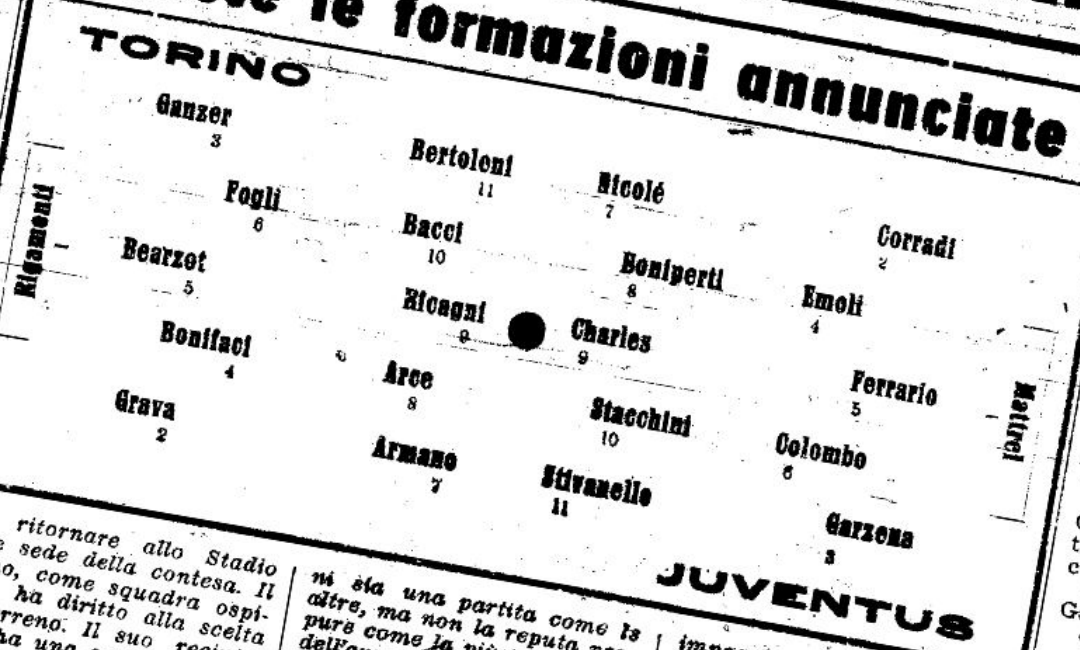 le formazioni annunciate
TORINO
Ganzer
3
Bertoloni
11
Nicolé
7
Corradi
2
Fogli
6
Bacci
10
Boniperti
8
Emoli
4
Rigamonti
Bearzot
5
Ricagni
9
Charles
9
Ferrario
5
Mattrel
Bonifaci
4
Arce
8
Stacchini
10
Colombo
6
Grava
2
Armano
7
Stivanello
11
Garzena
3
JUVENTUS
ritornare allo Stadio
sede della contesa. Il
come squadra ospi-
ha diritto alla scelta
Il suo
una
ni sia una partita come le
altre, ma non la reputa
pure come la